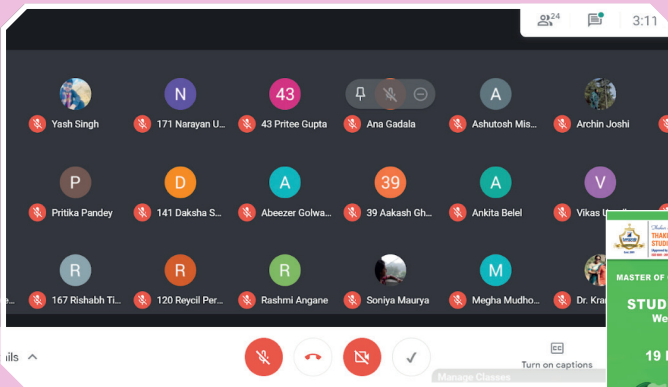 24 3:11
N 43 A
Yash Singh 171 Narayan U... 43 Pritee Gupta Ana Gadala Ashutosh Mis... Archin Joshi
P D A 39 A V
Pritika Pandey 141 Daksha S... Abeezer Golwa... 39 Aakash Gh... Ankita Belel Vikas
R R R M
167 Rishabh Ti... 120 Reycil Per... Rashmi Angane Soniya Maurya Megha Mudho... Dr. Kra
MASTER OF
STUD
We
19
ils
CC
Turn on captions
Manage Classes